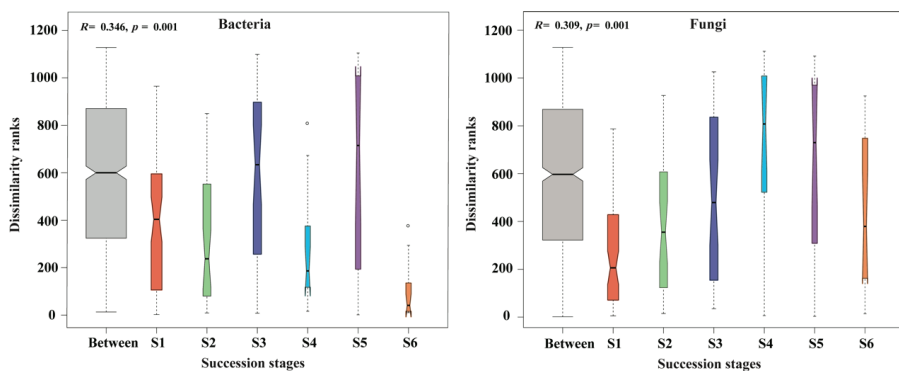 R= 0.346, p = 0.001
Bacteria
Dissimilarity ranks
1200
1000
800
600
400
200
0
Between S1 S2 S3 S4 S5 S6
Succession stages
R= 0.309, p= 0.001
Fungi
Dissimilarity ranks
1200
1000
800
600
400
200
0
Between S1 S2 S3 S4 S5 S6
Succession stages